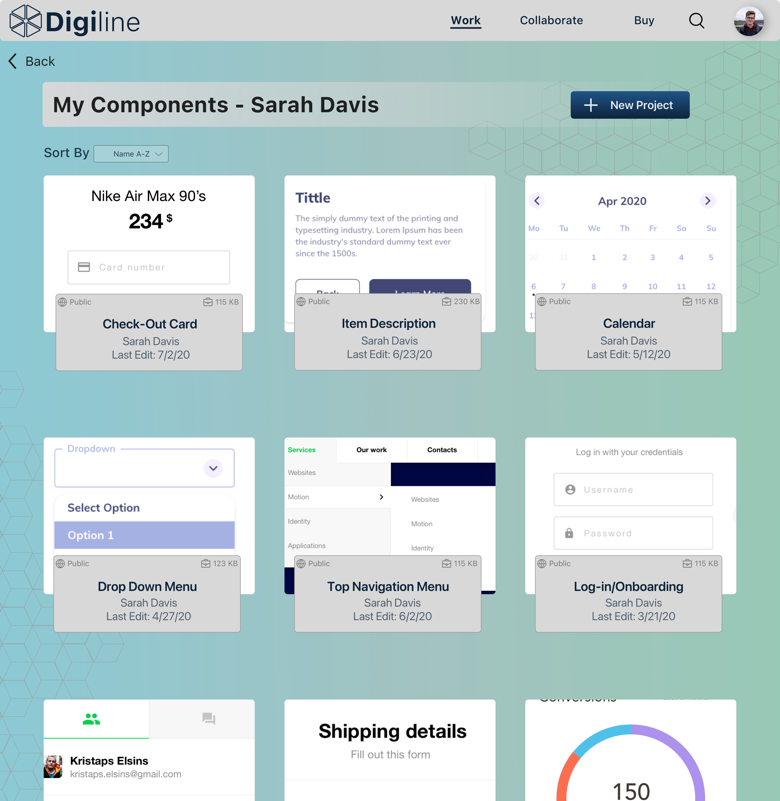 Digiline
Work
Collaborate
Buy
Back
My Components - Sarah Davis
New Project
Sort By
Name A-Z
Nike Air Max 90's
234 $
Card number
Public
115 KB
Check-Out Card
Sarah Davis
Last Edit: 7/2/20
Tittle
The simply dummy text of the printing and
typesetting industry. Lorem Ipsum has been
the industry's standard dummy text ever
since the 1500s.
Back
Learn More
Public
230 KB
Item Description
Sarah Davis
Last Edit: 6/23/20
Apr 2020
Mo Tu We Th Fr Sa Su
30 31 1 2 3 4 5
6 7 8 9 10 11 12
Public
115 KB
Calendar
Sarah Davis
Last Edit: 5/12/20
Dropdown
Select Option
Option 1
Public
123 KB
Drop Down Menu
Sarah Davis
Last Edit: 4/27/20
Services
Our work
Contacts
Websites
Motion
Identity
Applications
Websites
Motion
Identity
Public
115 KB
Top Navigation Menu
Sarah Davis
Last Edit: 6/2/20
Log in with your credentials
Username
Password
Public
115 KB
Log-in/Onboarding
Sarah Davis
Last Edit: 3/21/20
Kristaps Elsins
kristaps.elsins@gmail.com
Shipping details
Fill out this form
Conversions
150